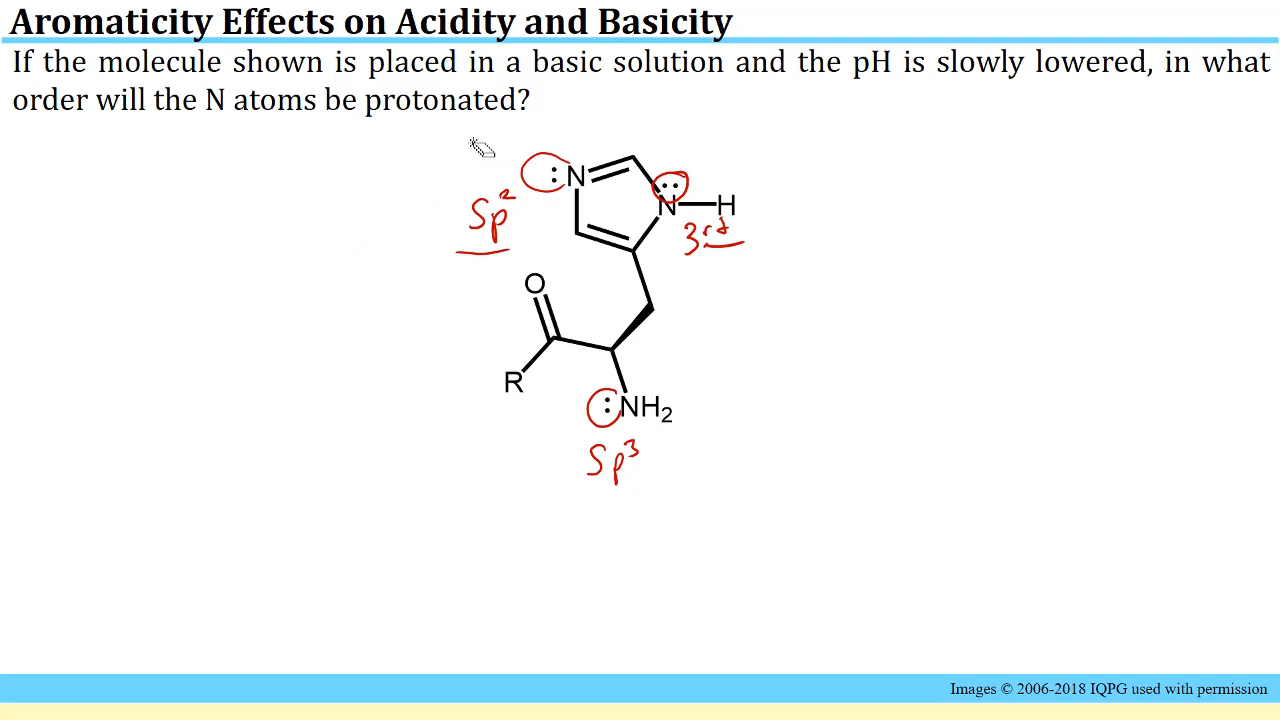 Aromaticity Effects on Acidity and Basicity
If the molecule shown is placed in a basic solution and the pH is slowly lowered, in what
order will the N atoms be protonated?
:N
N—H
Sp²
3rd
O
R
:NH₂
Sp³
Images © 2006-2018 IQPG used with permission